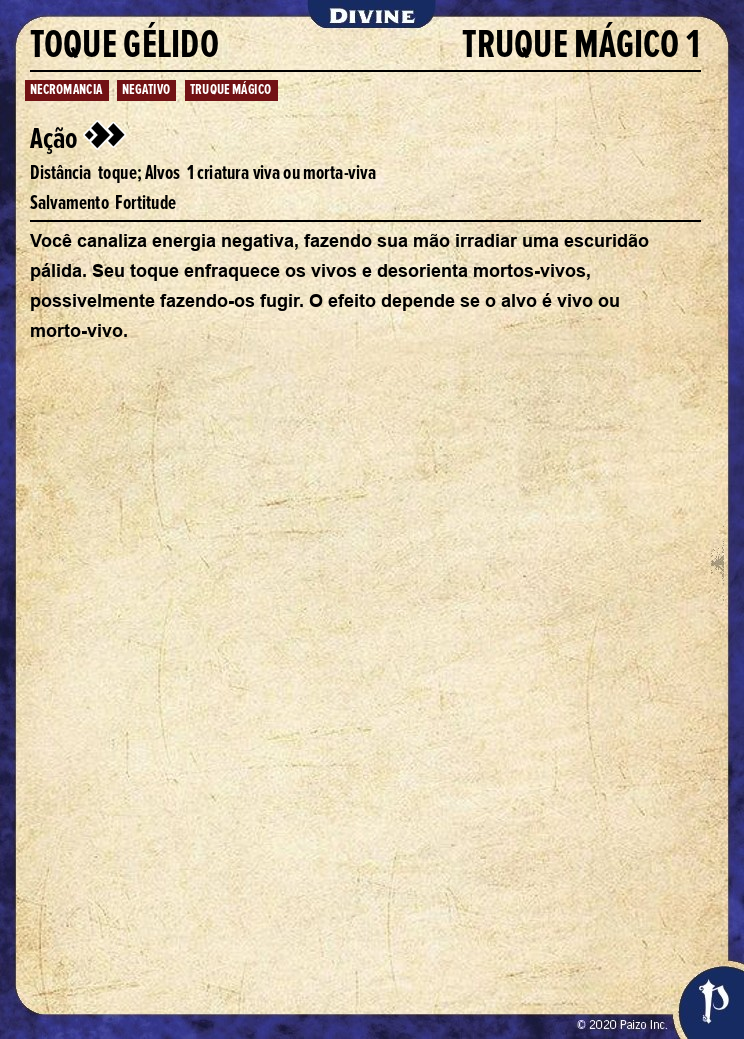 DIVINE
TOQUE GÉLIDO TRUQUE MÁGICO 1
NECROMANCIA NEGATIVO TRUQUE MÁGICO
Ação
Distância toque; Alvos 1 criatura viva ou morta-viva
Salvamento Fortitude
Você canaliza energia negativa, fazendo sua mão irradiar uma escuridão
pálida. Seu toque enfraquece os vivos e desorienta mortos-vivos,
possivelmente fazendo-os fugir. O efeito depende se o alvo é vivo ou
morto-vivo.
© 2020 Paizo Inc.
P